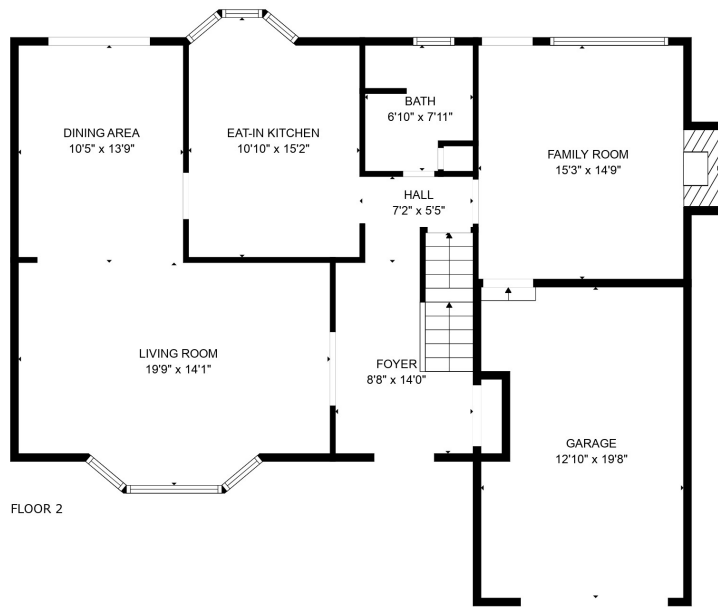 DINING AREA
10'5" x 13'9"
EAT-IN KITCHEN
10'10" x 15'2"
BATH
6'10" x 7'11"
FAMILY ROOM
15'3" x 14'9"
HALL
7'2" x 5'5"
LIVING ROOM
19'9" x 14'1"
FOYER
8'8" x 14'0"
GARAGE
12'10" x 19'8"
FLOOR 2